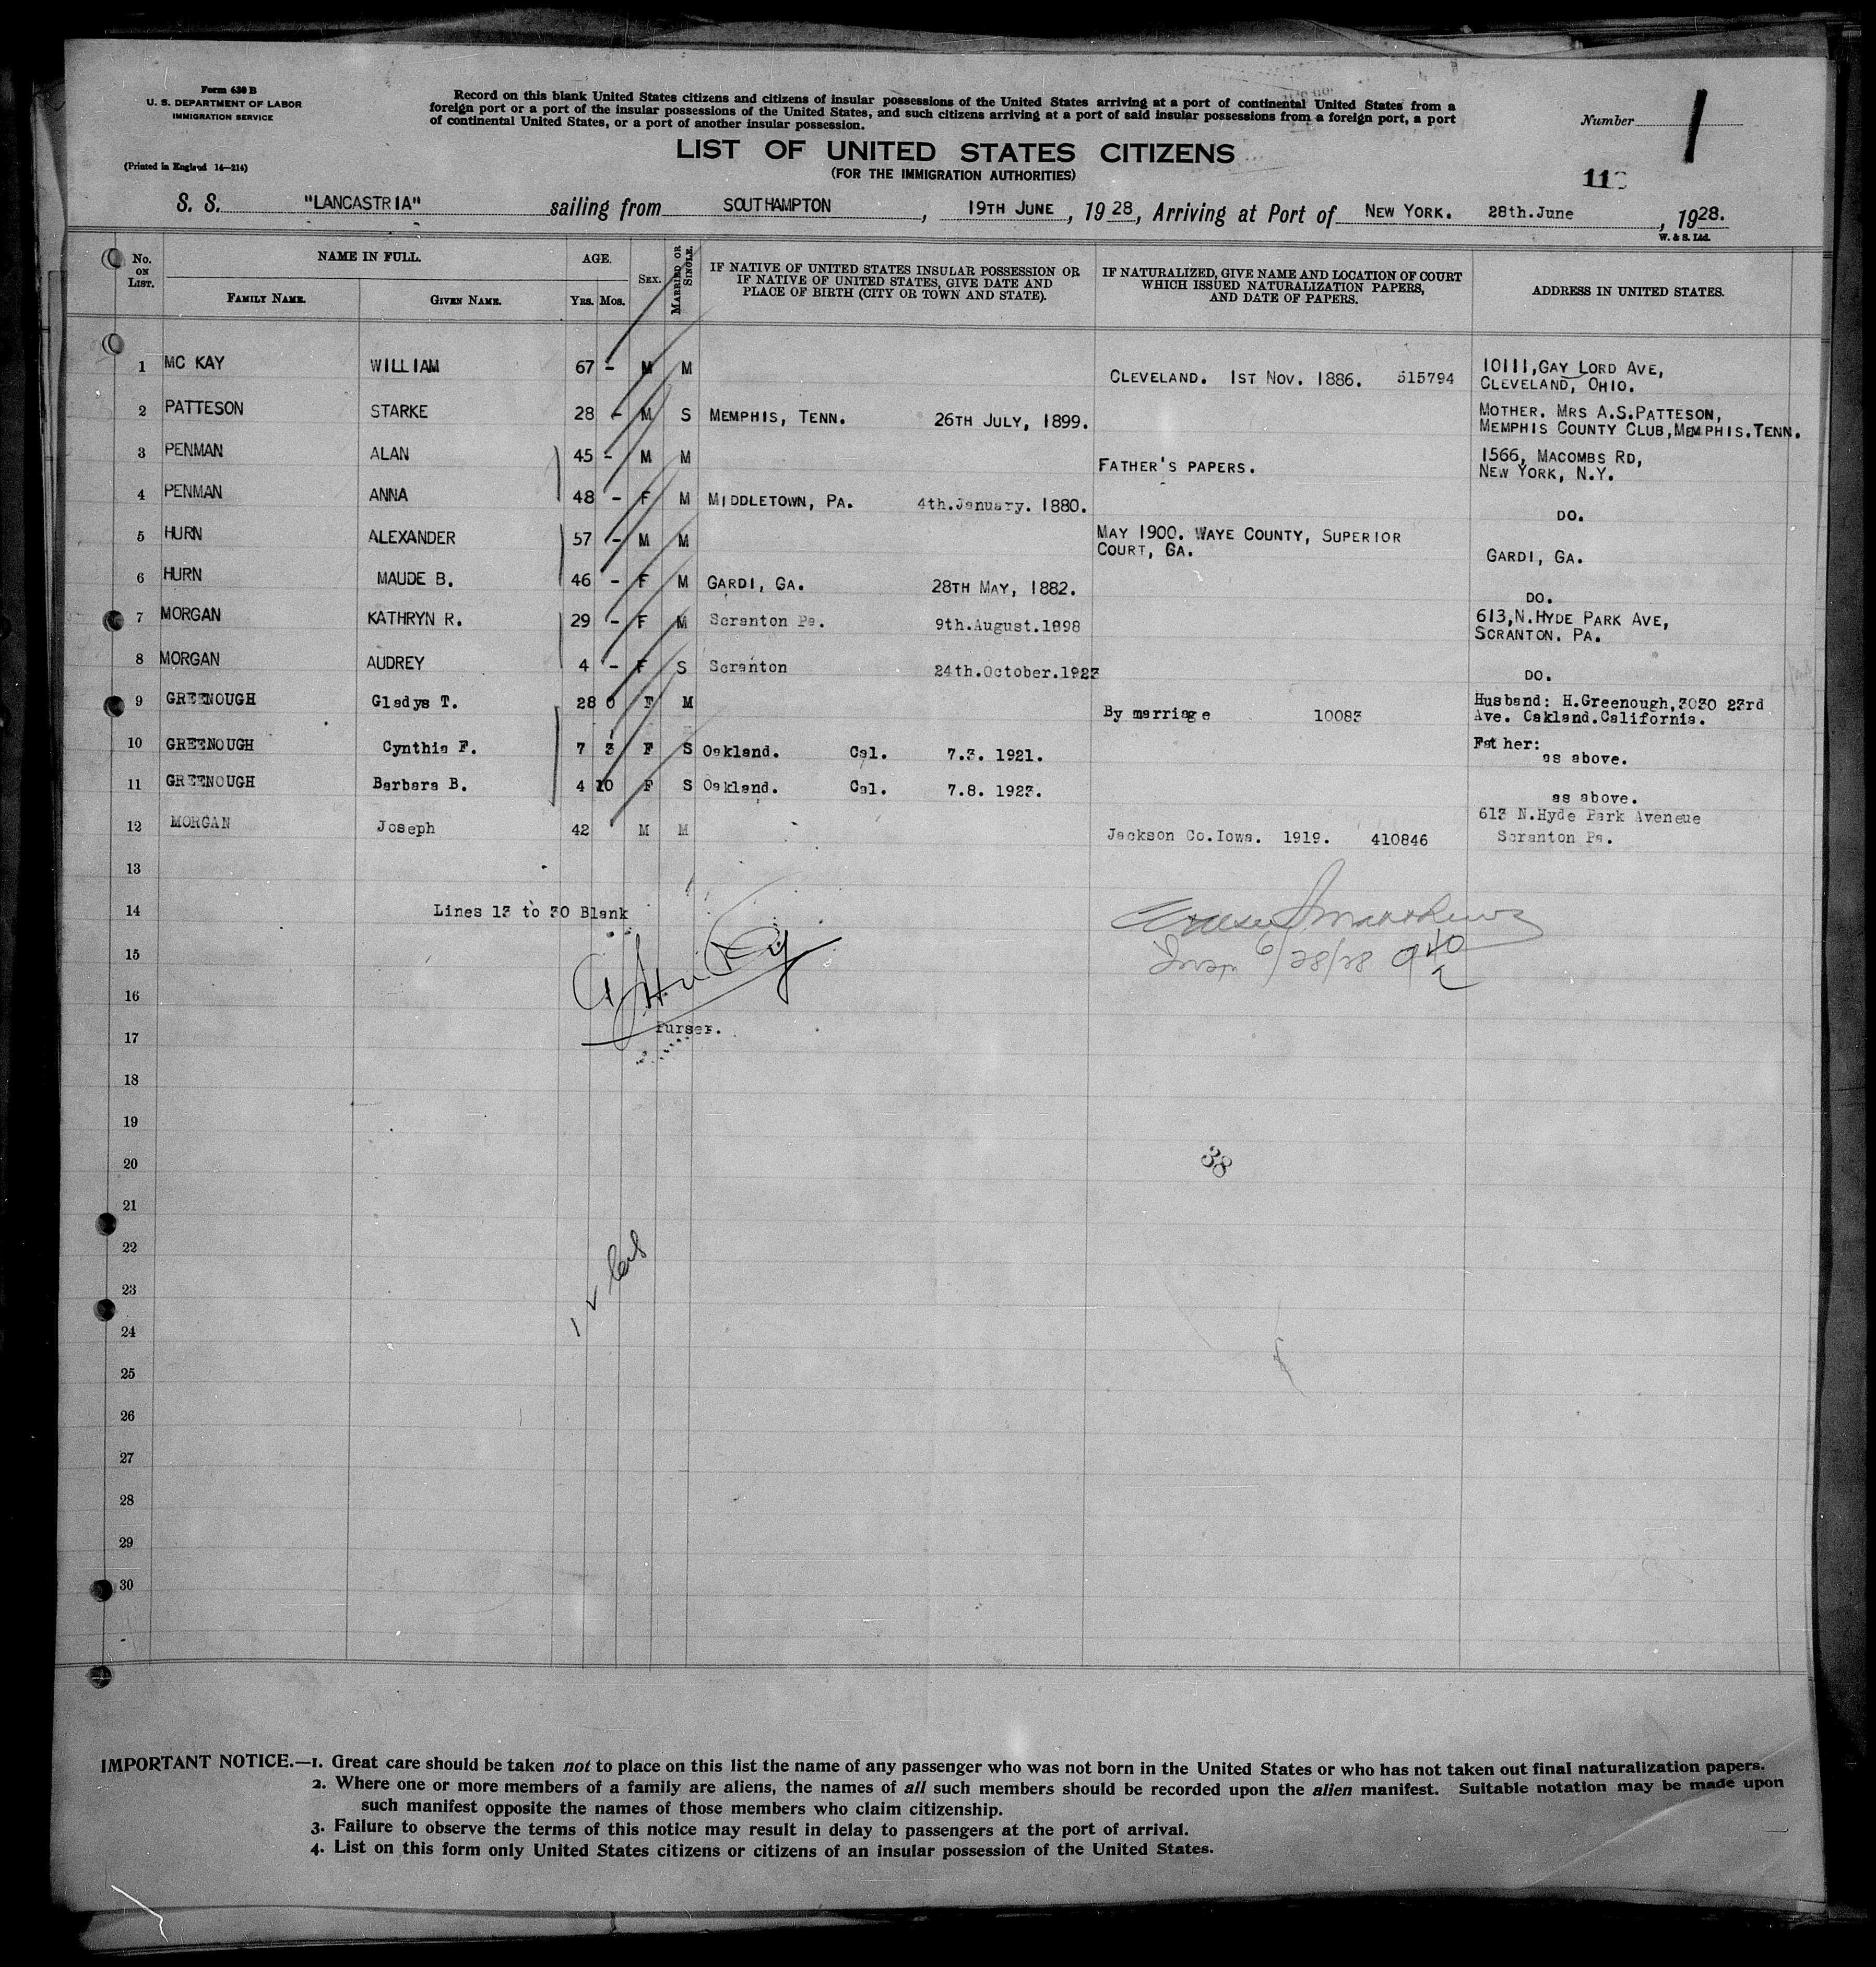 Form 630 B
U. S. DEPARTMENT OF LABOR
IMMIGRATION SERVICE
(Printed in England 14—214)
Record on this blank United States citizens and citizens of insular possessions of the United States arriving at a port of continental United States from a
foreign port or a port of the insular possessions of the United States, and such citizens arriving at a port of said insular possessions from a foreign port, a port
of continental United States, or a port of another insular possession.
Number 1
LIST OF UNITED STATES CITIZENS
(FOR THE IMMIGRATION AUTHORITIES)
S. S. "LANCASTRIA" sailing from SOUTHAMPTON, 19TH JUNE, 1928, Arriving at Port of NEW YORK. 28th.June, 1928.
W. & S. Ltd.
No. ON LIST. NAME IN FULL. FAMILY NAME. GIVEN NAME. AGE. YRS. MOS. SEX. MARRIED OR SINGLE. IF NATIVE OF UNITED STATES INSULAR POSSESSION OR IF NATIVE OF UNITED STATES, GIVE DATE AND PLACE OF BIRTH (CITY OR TOWN AND STATE). IF NATURALIZED, GIVE NAME AND LOCATION OF COURT WHICH ISSUED NATURALIZATION PAPERS, AND DATE OF PAPERS. ADDRESS IN UNITED STATES.
1 MC KAY WILLIAM 67 - M M CLEVELAND. 1ST NOV. 1886. 515794 10111, GAY LORD AVE,
CLEVELAND, OHIO.
2 PATTESON STARKE 28 - M S MEMPHIS, TENN. 26TH JULY, 1899. MOTHER. MRS A.S.PATTESON,
MEMPHIS COUNTY CLUB, MEMPHIS. TENN.
3 PENMAN ALAN 45 - M M FATHER'S PAPERS. 1566, MACOMBS RD,
NEW YORK, N.Y.
4 PENMAN ANNA 48 - F M MIDDLETOWN, PA. 4th.January. 1880. DO.
5 HURN ALEXANDER 57 - M M MAY 1900. WAYE COUNTY, SUPERIOR
COURT, GA. GARDI, GA.
6 HURN MAUDE B. 46 - F M GARDI, GA. 28TH MAY, 1882. DO.
7 MORGAN KATHRYN R. 29 - F M Scranton Pa. 9th.August.1898 613, N. HYDE PARK AVE,
SCRANTON. PA.
8 MORGAN AUDREY 4 - F S Scranton 24th.October.1923 DO.
9 GREENOUGH Gladys T. 28 0 F M By marriage 10083 Husband: H.Greenough, 3030 23rd
Ave. Oakland.California.
10 GREENOUGH Cynthia F. 7 3 F S Oakland. Cal. 7.3. 1921. Father:
as above.
11 GREENOUGH Barbara B. 4 10 F S Oakland. Cal. 7.8. 1923. as above.
12 MORGAN Joseph 42 M M Jackson Co.Iowa. 1919. 410846 613 N.Hyde Park Aveneue
Scranton Pa.
13
14 Lines 13 to 30 Blank
15
6/28/28
16
17 Purser.
18
19
20
38
21
22
23
24
25
26
27
28
29
30
IMPORTANT NOTICE.—1. Great care should be taken not to place on this list the name of any passenger who was not born in the United States or who has not taken out final naturalization papers.
2. Where one or more members of a family are aliens, the names of all such members should be recorded upon the alien manifest. Suitable notation may be made upon
such manifest opposite the names of those members who claim citizenship.
3. Failure to observe the terms of this notice may result in delay to passengers at the port of arrival.
4. List on this form only United States citizens or citizens of an insular possession of the United States.